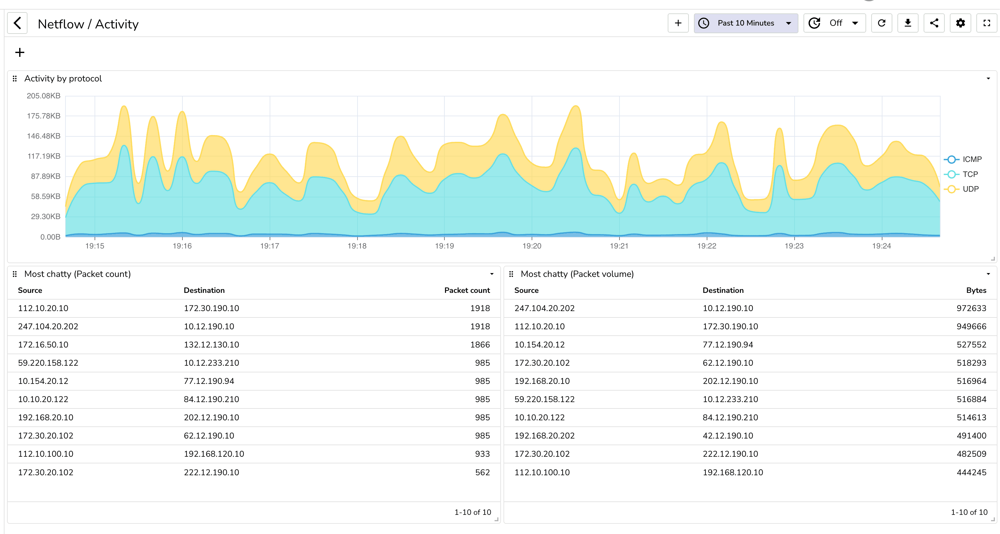 Netflow / Activity
Past 10 Minutes
Off
Activity by protocol
205.08KB
175.78KB
146.48KB
117.19KB
87.89KB
58.59KB
29.30KB
0.00B
19:15 19:16 19:17 19:18 19:19 19:20 19:21 19:22 19:23 19:24
ICMP
TCP
UDP
Most chatty (Packet count)
Source Destination Packet count
112.10.20.10 172.30.190.10 1918
247.104.20.202 10.12.190.10 1918
172.16.50.10 132.12.130.10 1866
59.220.158.122 10.12.233.210 985
10.154.20.12 77.12.190.94 985
10.10.20.122 84.12.190.210 985
192.168.20.10 202.12.190.10 985
172.30.20.102 62.12.190.10 985
112.10.100.10 192.168.120.10 933
172.30.20.102 222.12.190.10 562
1-10 of 10
Most chatty (Packet volume)
Source Destination Bytes
247.104.20.202 10.12.190.10 972633
112.10.20.10 172.30.190.10 949666
10.154.20.12 77.12.190.94 527552
172.30.20.102 62.12.190.10 518293
192.168.20.10 202.12.190.10 516964
59.220.158.122 10.12.233.210 516884
10.10.20.122 84.12.190.210 514613
192.168.20.202 42.12.190.10 491400
172.30.20.102 222.12.190.10 482509
112.10.100.10 192.168.120.10 444245
1-10 of 10